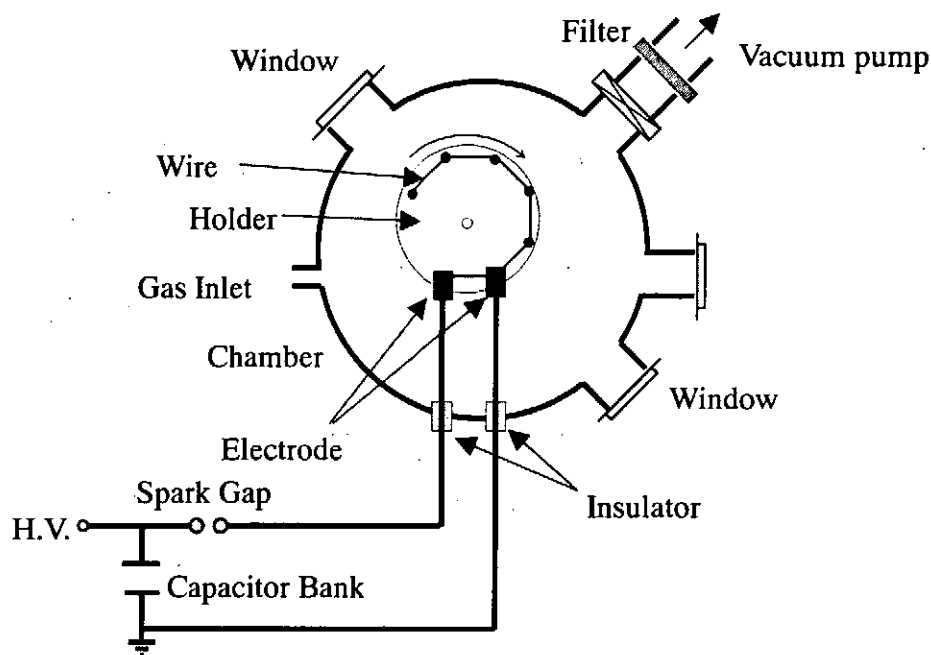 Filter
Vacuum pump
Window
Wire
Holder
Gas Inlet
Chamber
Window
Electrode
Insulator
Spark Gap
H.V.
Capacitor Bank